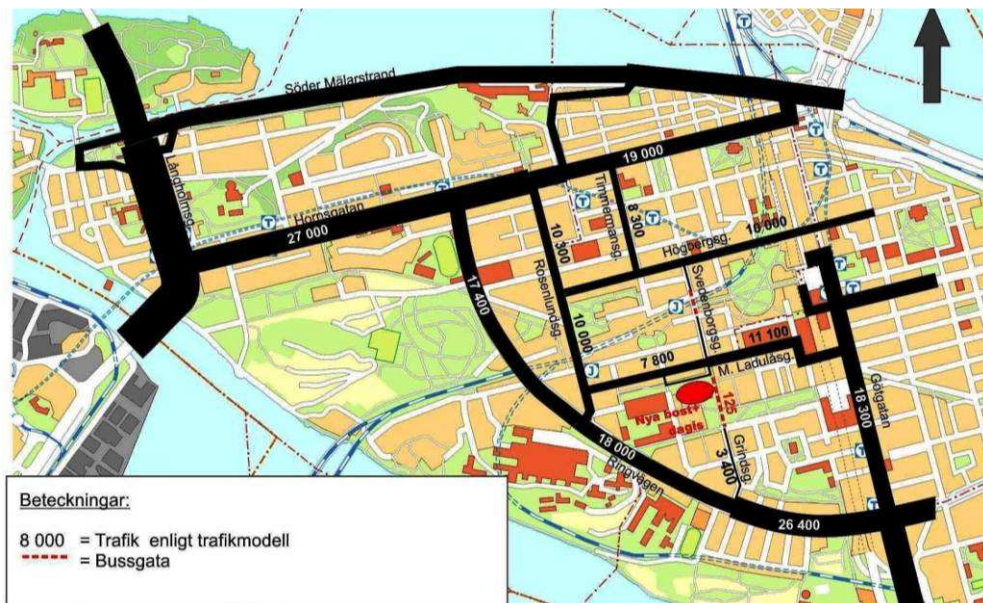 Söder Mälarstrand
Långholmsg.
Hornsgatan
27 000
19 000
Timmermansg.
8 300
10 300
Rosenlundsg.
10 000
Högbergsg.
10 000
17 400
Svedenborgsg.
11 100
7 800
M. Ladulåsg.
Götgatan
18 300
Nya bost+
dagis
125
Grindsg.
3 400
18 000
Ringvägen
26 400
T
T
T
T
T
T
T
T
T
J
J
Beteckningar:
8 000 = Trafik enligt trafikmodell
= Bussgata